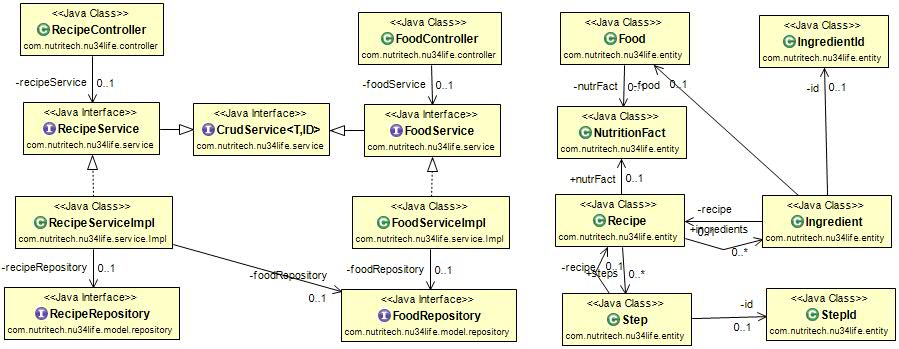 <<Java Class>>
RecipeController
com.nutritech.nu34life.controller
<<Java Class>>
FoodController
com.nutritech.nu34life.controller
<<Java Class>>
Food
com.nutritech.nu34life.entity
<<Java Class>>
IngredientId
com.nutritech.nu34life.entity
-recipeService 0..1
-foodService 0..1
-nutrFact 0..1
-food 0..1
-id 0..1
<<Java Interface>>
RecipeService
com.nutritech.nu34life.service
<<Java Interface>>
CrudService<T,ID>
com.nutritech.nu34life.service
<<Java Interface>>
FoodService
com.nutritech.nu34life.service
<<Java Class>>
NutritionFact
com.nutritech.nu34life.entity
+nutrFact 0..1
<<Java Class>>
RecipeServiceImpl
com.nutritech.nu34life.service.Impl
<<Java Class>>
FoodServiceImpl
com.nutritech.nu34life.service.Impl
<<Java Class>>
Recipe
com.nutritech.nu34life.entity
-recipe
+ingredients
0..*
<<Java Class>>
Ingredient
com.nutritech.nu34life.entity
-recipeRepository 0..1
-foodRepository
0..1
-foodRepository 0..1
-recipe 0..1
+steps 0..*
<<Java Interface>>
RecipeRepository
com.nutritech.nu34life.model.repository
<<Java Interface>>
FoodRepository
com.nutritech.nu34life.model.repository
<<Java Class>>
Step
com.nutritech.nu34life.entity
-id
0..1
<<Java Class>>
StepId
com.nutritech.nu34life.entity